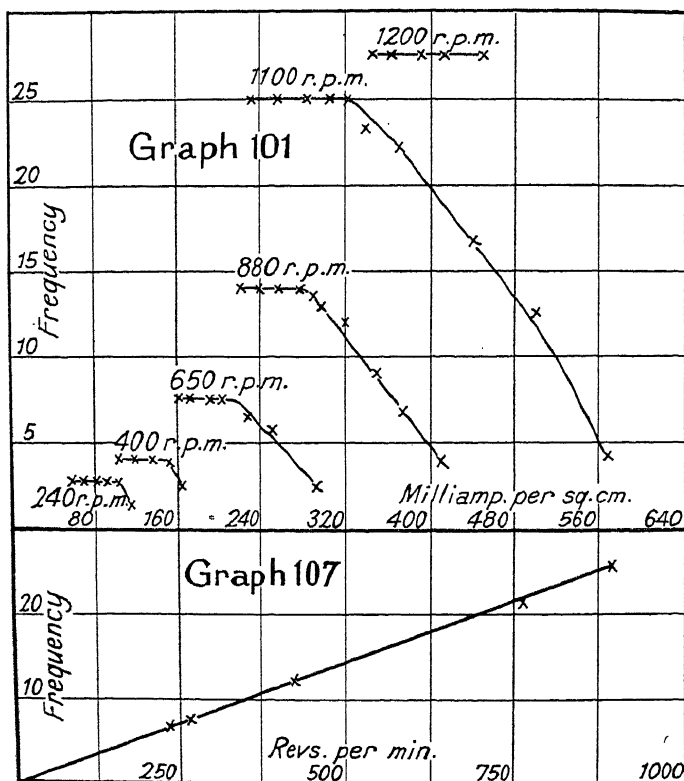 1200 r.p.m.
1100 r.p.m.
25
Graph 101
20
Frequency
880 r.p.m.
15
10
650 r.p.m.
5
400 r.p.m.
240 r.p.m.
Milliamp. per sq.cm.
80 160 240 320 400 480 560 640
Graph 107
20
Frequency
10
Revs. per min.
250 500 750 1000